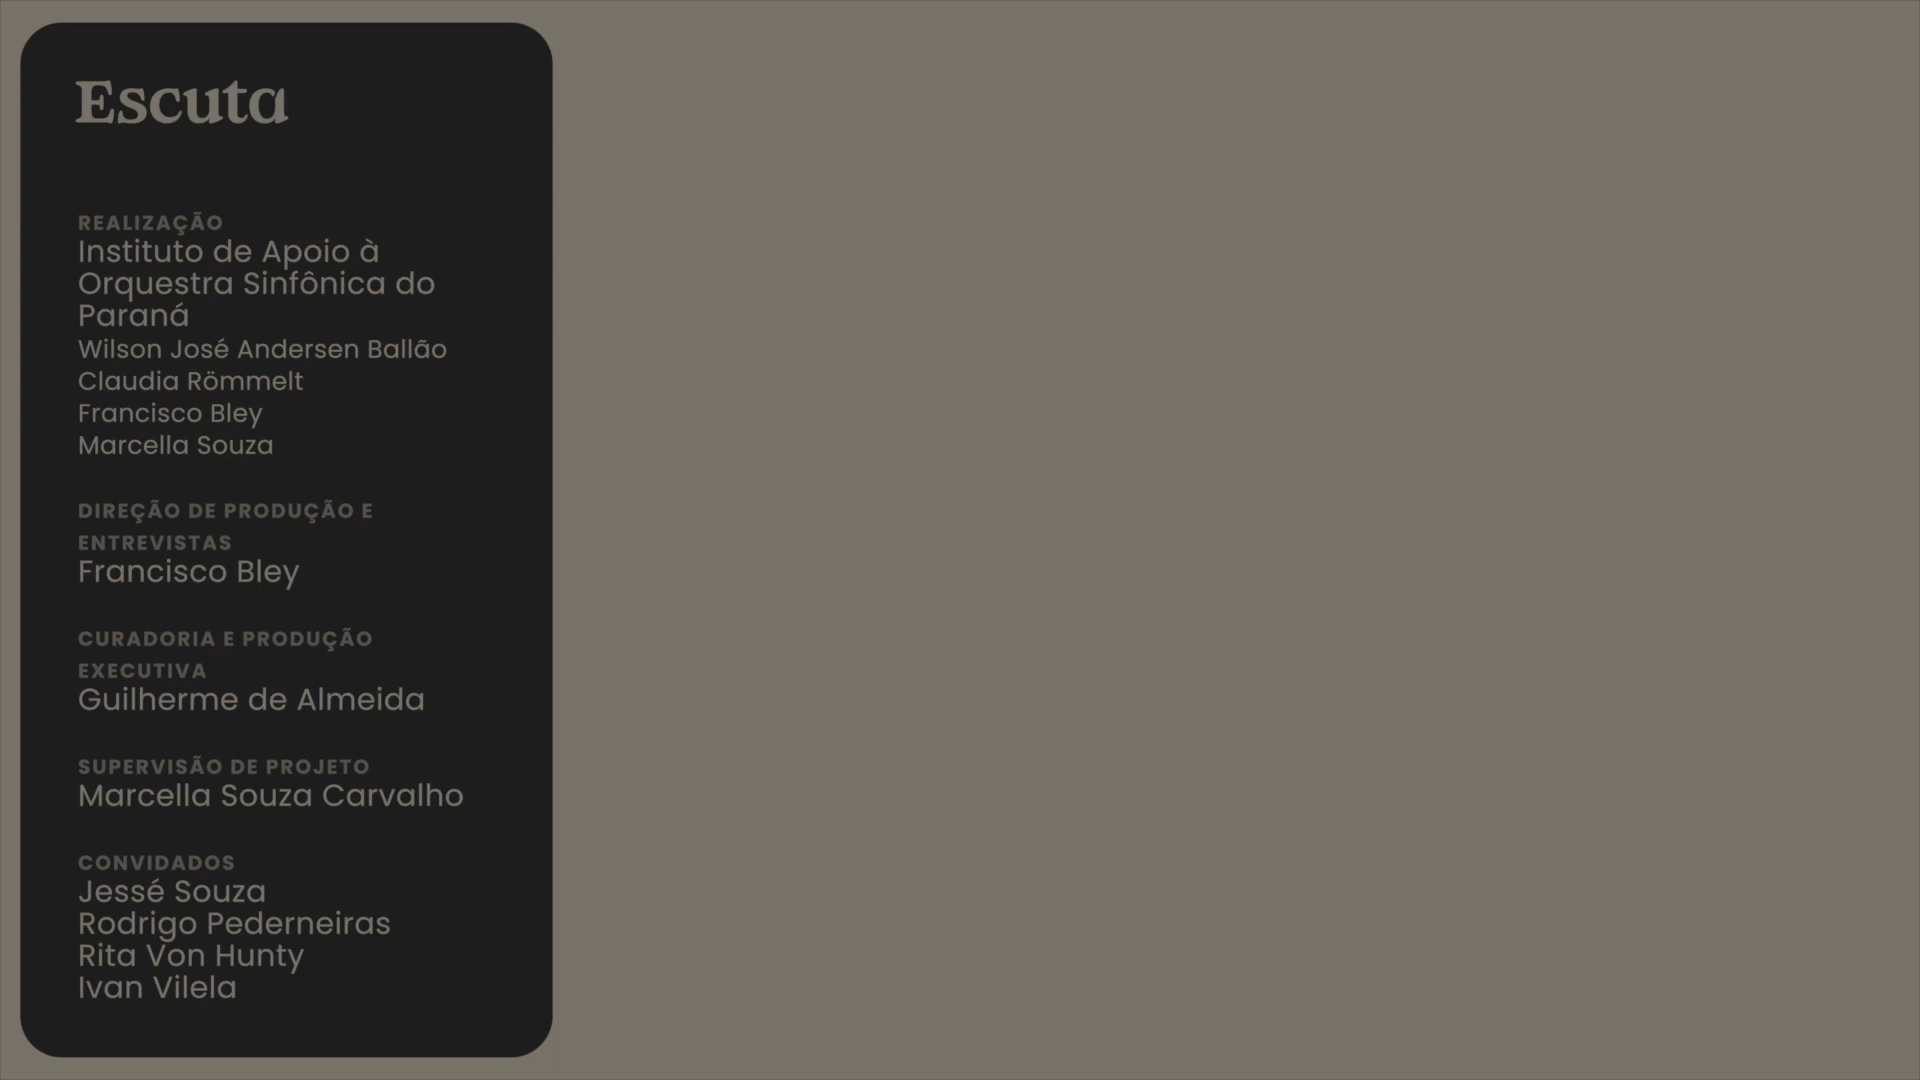 Escuta
REALIZAÇÃO
Instituto de Apoio à
Orquestra Sinfônica do
Paraná
Wilson José Andersen Ballão
Claudia Römmelt
Francisco Bley
Marcella Souza
DIREÇÃO DE PRODUÇÃO E
ENTREVISTAS
Francisco Bley
CURADORIA E PRODUÇÃO
EXECUTIVA
Guilherme de Almeida
SUPERVISÃO DE PROJETO
Marcella Souza Carvalho
CONVIDADOS
Jessé Souza
Rodrigo Pederneiras
Rita Von Hunty
Ivan Vilela